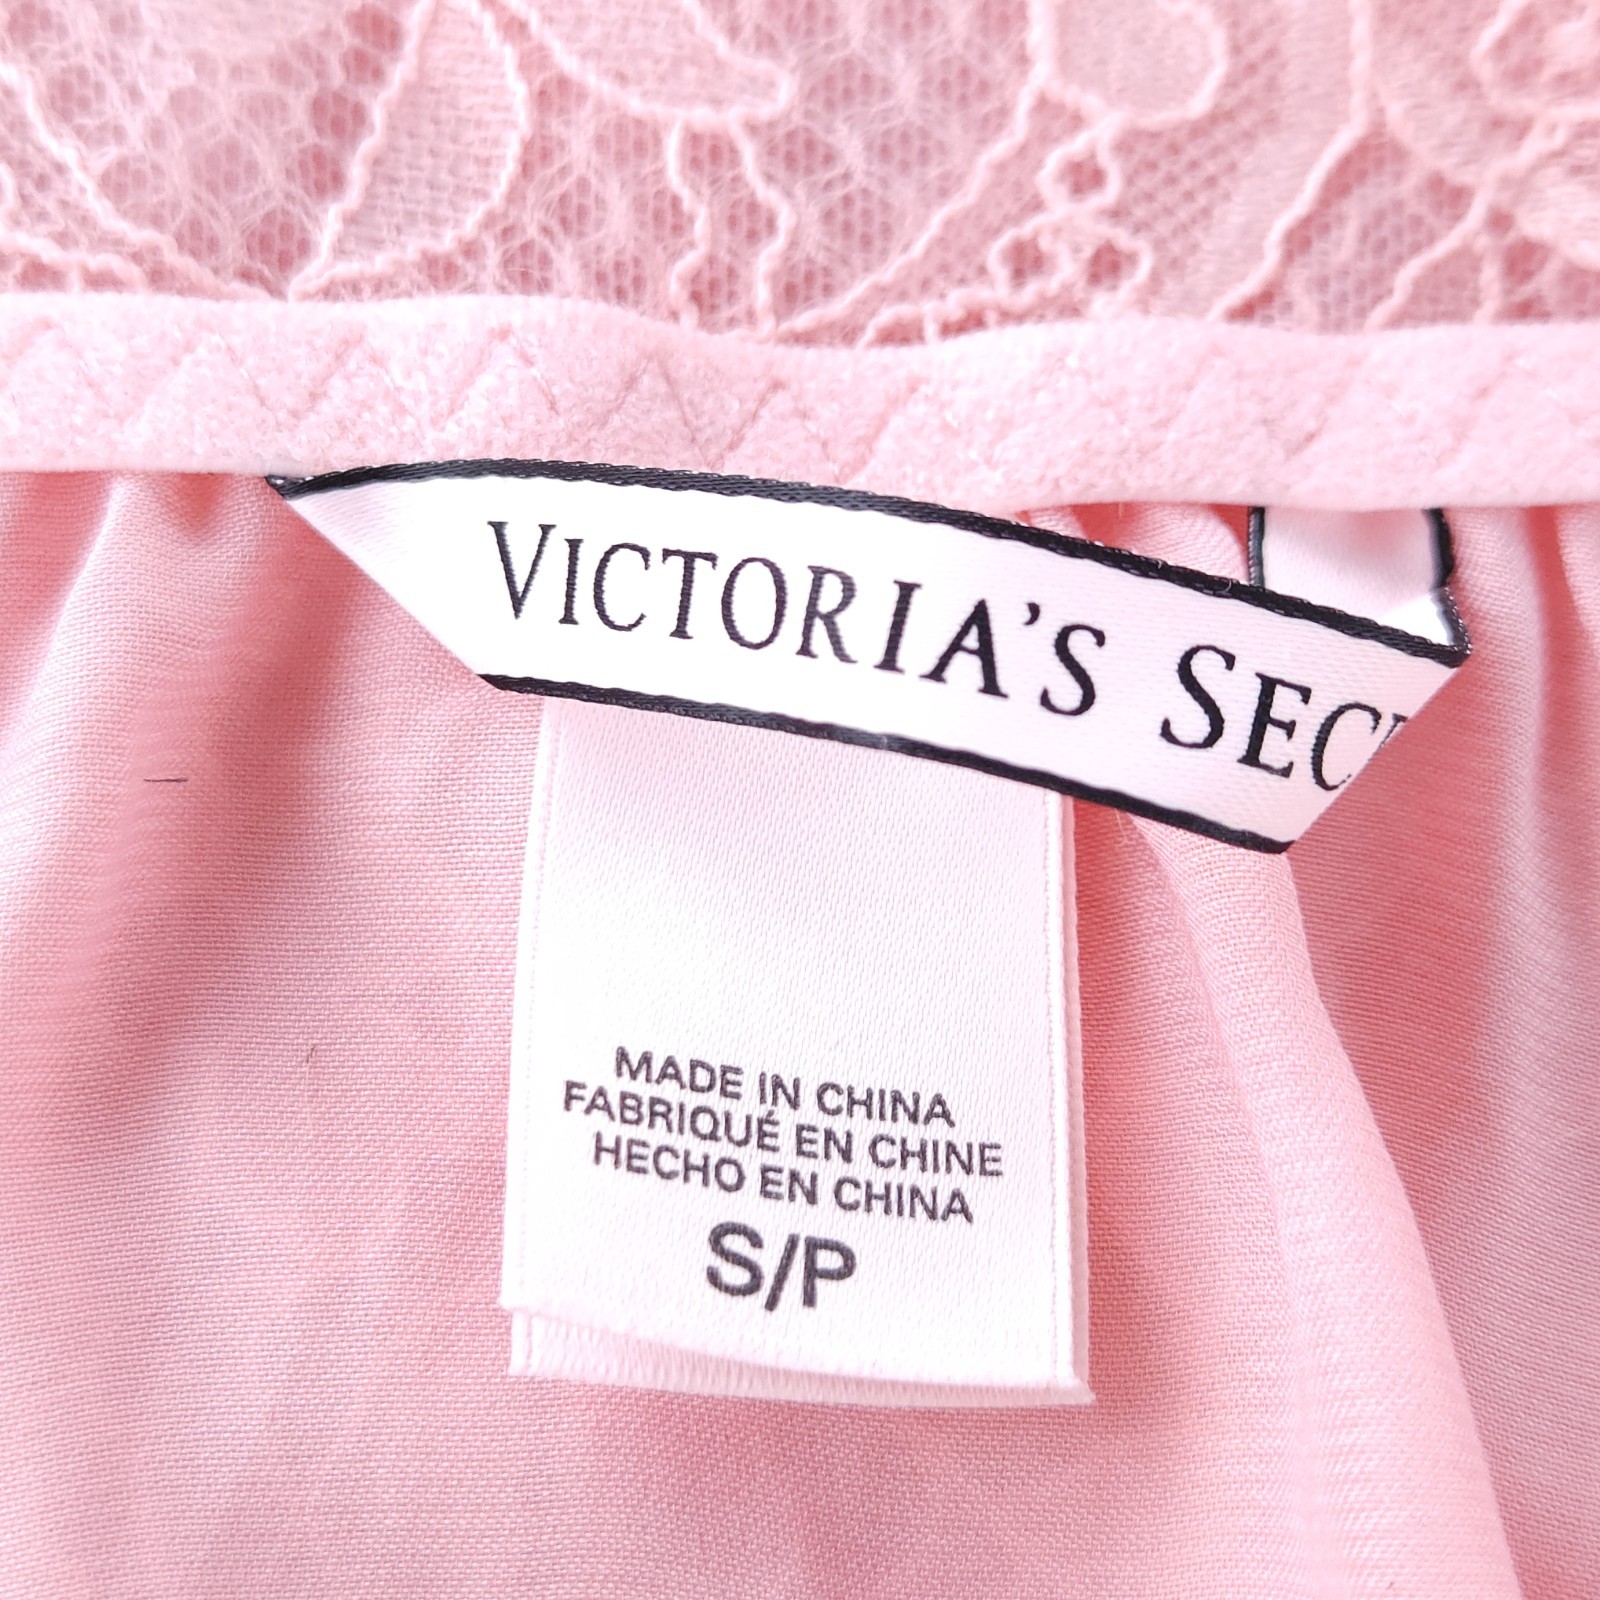 VICTORIA'S SEC
MADE IN CHINA
FABRIQUÉ EN CHINE
HECHO EN CHINA
S/P